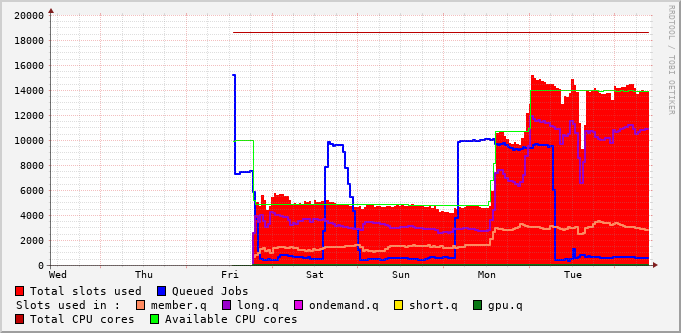 RRDTOOL / TOBI OETIKER
20000
18000
16000
14000
12000
10000
8000
6000
4000
2000
0
Wed Thu Fri Sat Sun Mon Tue
Total slots used Queued Jobs
Slots used in : member.q long.q ondemand.q short.q gpu.q
Total CPU cores Available CPU cores